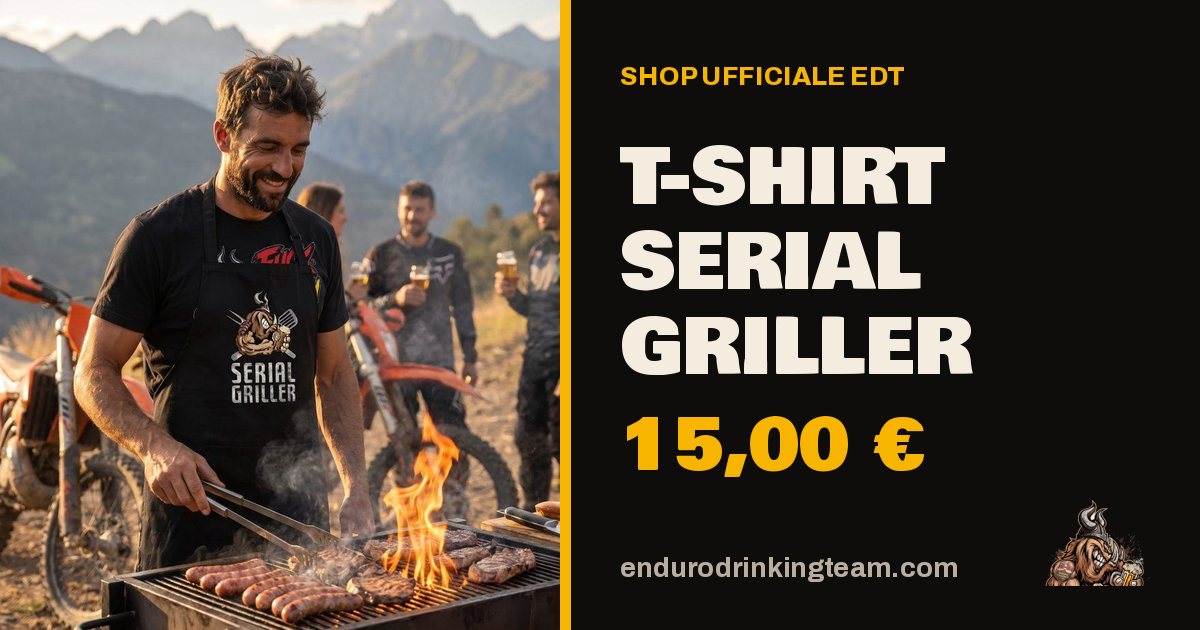 SERIAL
GRILLER
SHOP UFFICIALE EDT
T-SHIRT
SERIAL
GRILLER
15,00 €
endurodrinkingteam.com